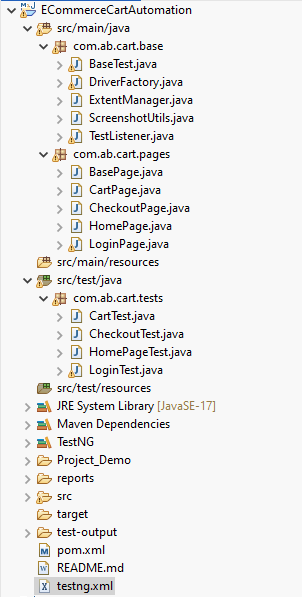 ECommerceCartAutomation
src/main/java
com.ab.cart.base
BaseTest.java
DriverFactory.java
ExtentManager.java
ScreenshotUtils.java
TestListener.java
com.ab.cart.pages
BasePage.java
CartPage.java
CheckoutPage.java
HomePage.java
LoginPage.java
src/main/resources
src/test/java
com.ab.cart.tests
CartTest.java
CheckoutTest.java
HomePageTest.java
LoginTest.java
src/test/resources
JRE System Library [JavaSE-17]
Maven Dependencies
TestNG
Project_Demo
reports
src
target
test-output
pom.xml
README.md
testng.xml